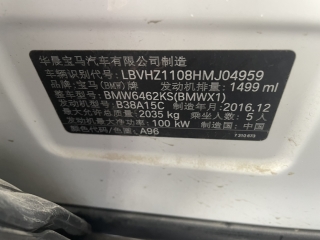 华晨宝马汽车有限公司制造
车辆识别代号: LBVHZ1108HMJ04959
品牌: 宝马(BMW)牌 发动机排量: 1499 ml
整车型号: BMW6462KS(BMWX1)
发动机型号: B38A15C 制造年月: 2016.12
最大允许总质量: 2035 kg 乘坐人数: 5 人
发动机最大净功率: 100 kW 制造国: 中国
颜色代号: A96